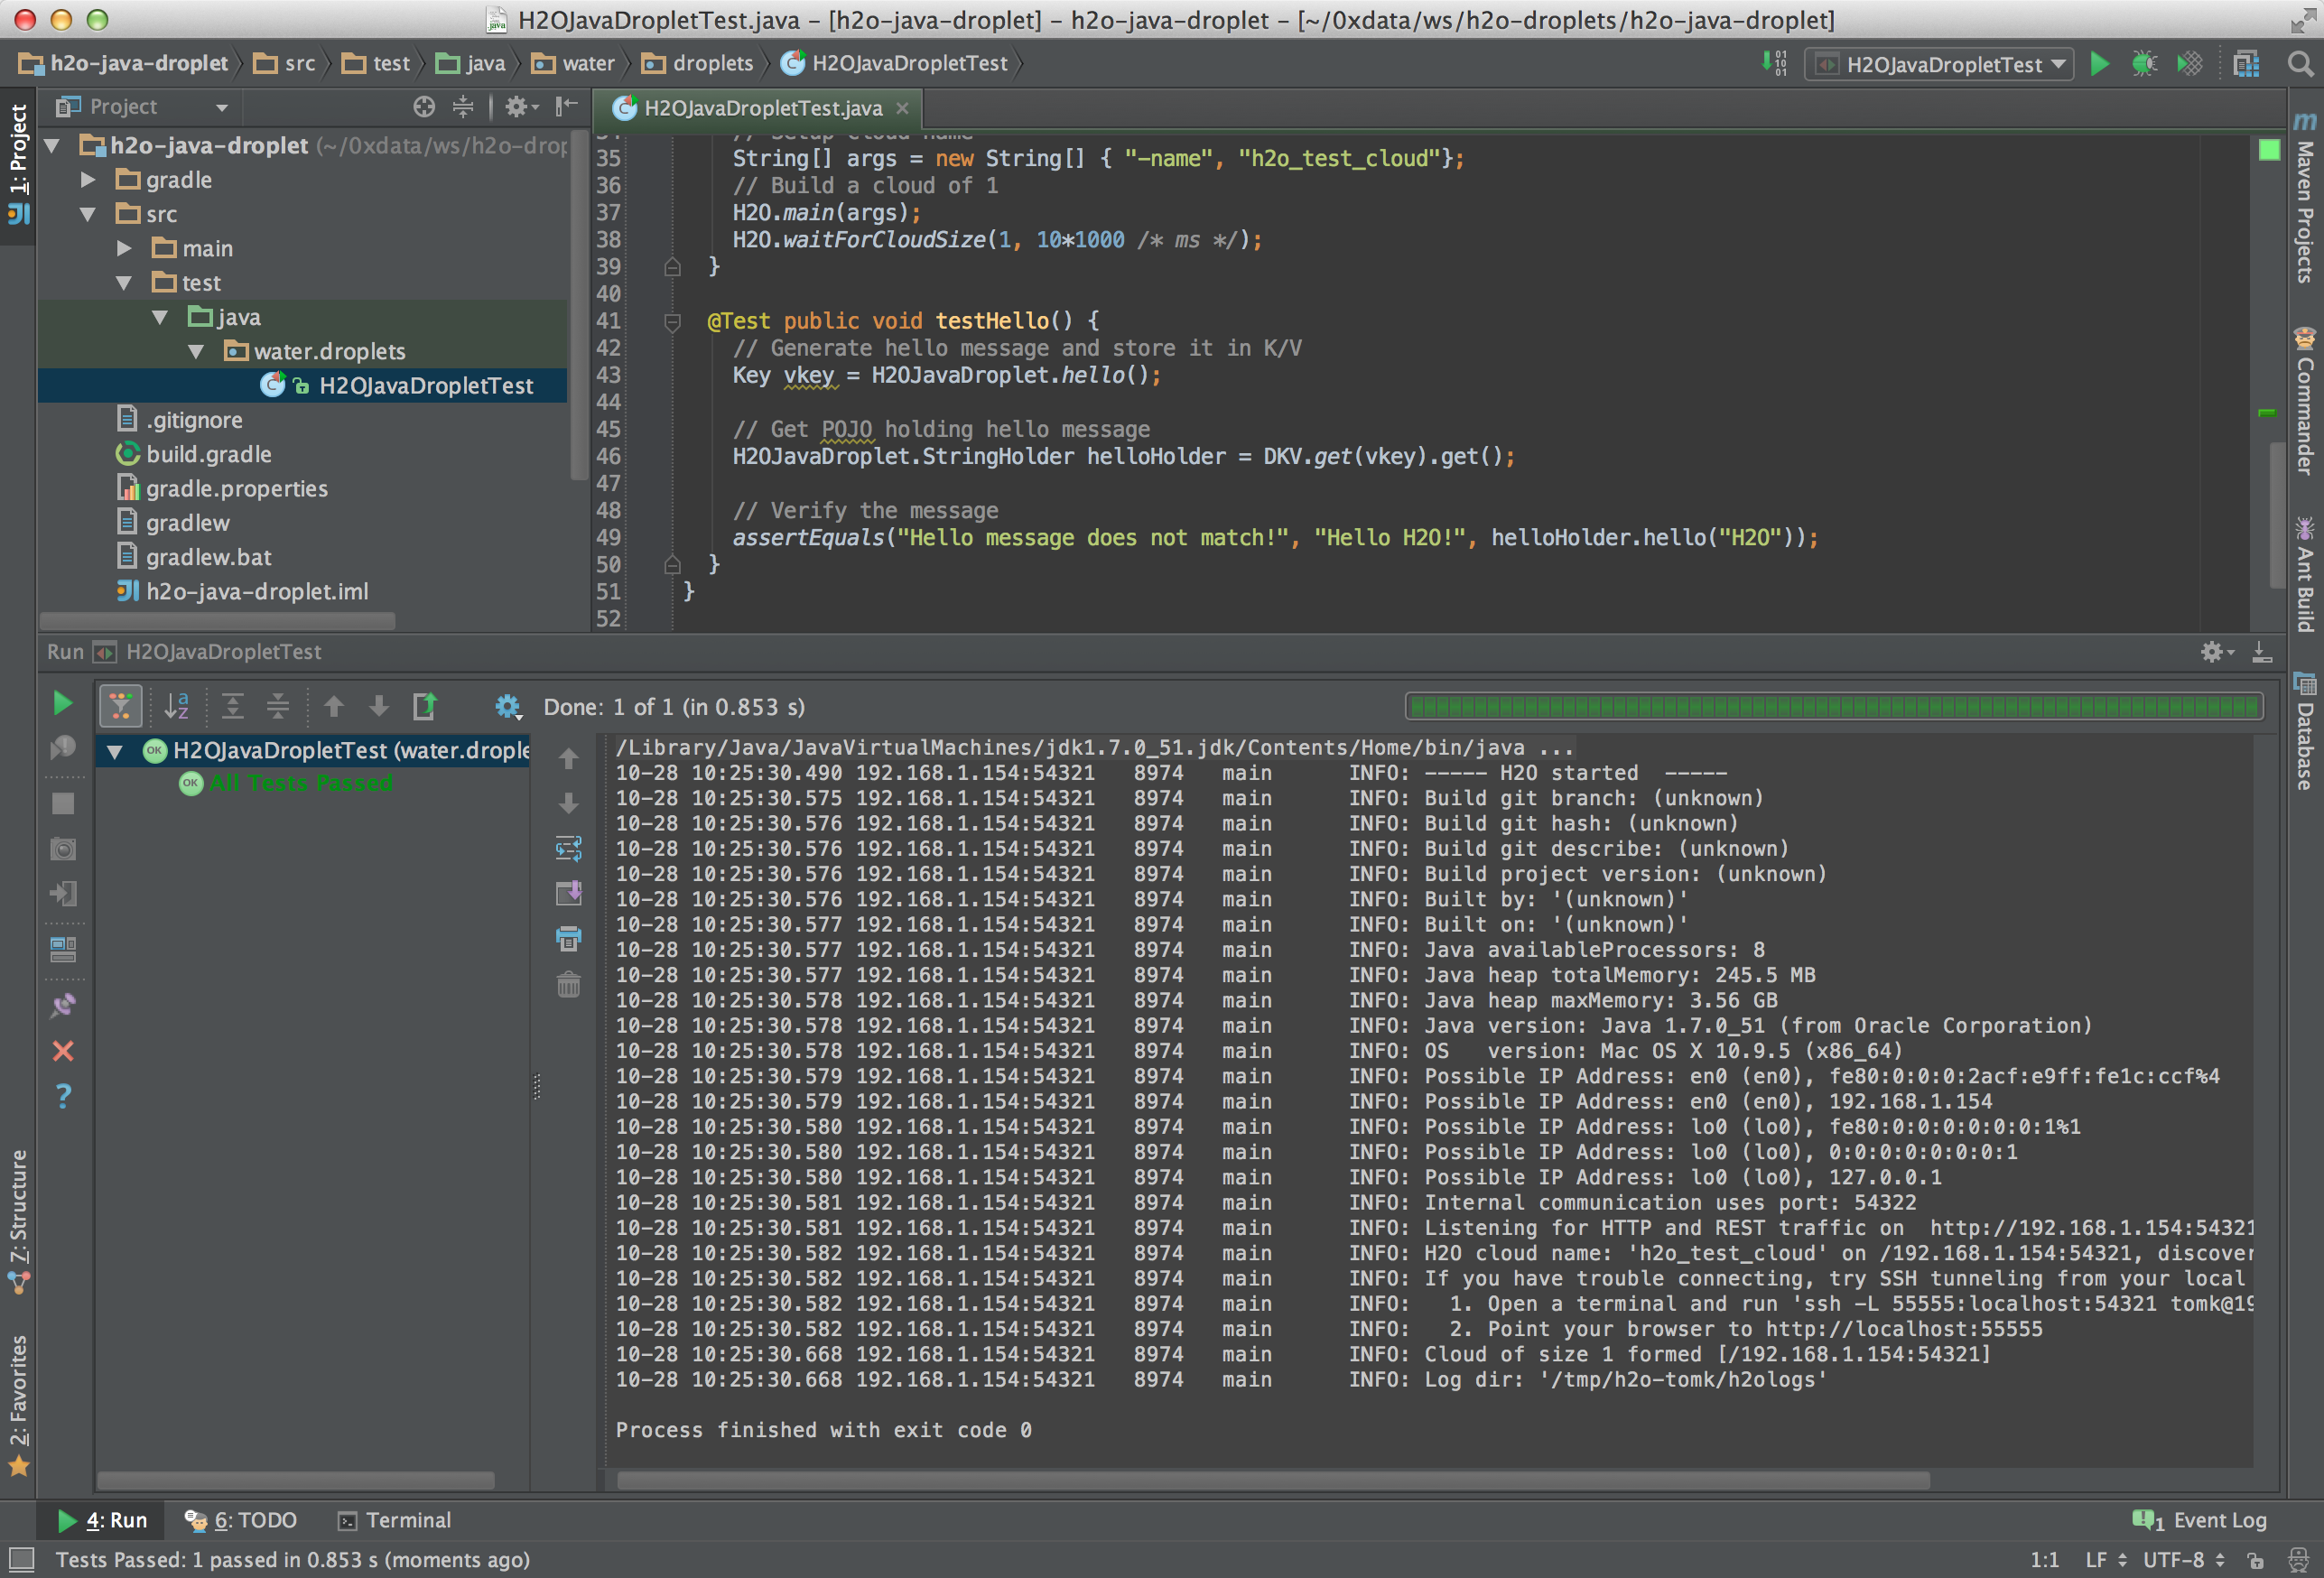 H2OJavaDropletTest.java – [h2o-java-droplet] – h2o-java-droplet – [~/0xdata/ws/h2o-droplets/h2o-java-droplet]
h2o-java-droplet src test java water droplets H2OJavaDropletTest
H2OJavaDropletTest
1: Project
Project
h2o-java-droplet (~/0xdata/ws/h2o-drop
gradle
src
main
test
java
water.droplets
H2OJavaDropletTest
.gitignore
build.gradle
gradle.properties
gradlew
gradlew.bat
h2o-java-droplet.iml
H2OJavaDropletTest.java
34 // Setup cloud name
35 String[] args = new String[] { "-name", "h2o_test_cloud"};
36 // Build a cloud of 1
37 H2O.main(args);
38 H2O.waitForCloudSize(1, 10*1000 /* ms */);
39 }
40
41 @Test public void testHello() {
42 // Generate hello message and store it in K/V
43 Key vkey = H2OJavaDroplet.hello();
44
45 // Get POJO holding hello message
46 H2OJavaDroplet.StringHolder helloHolder = DKV.get(vkey).get();
47
48 // Verify the message
49 assertEquals("Hello message does not match!", "Hello H2O!", helloHolder.hello("H2O"));
50 }
51 }
52
Maven Projects
Commander
Ant Build
Database
Run H2OJavaDropletTest
Done: 1 of 1 (in 0.853 s)
H2OJavaDropletTest (water.drople
All Tests Passed
/Library/Java/JavaVirtualMachines/jdk1.7.0_51.jdk/Contents/Home/bin/java ...
10-28 10:25:30.490 192.168.1.154:54321 8974 main INFO: ----- H2O started -----
10-28 10:25:30.575 192.168.1.154:54321 8974 main INFO: Build git branch: (unknown)
10-28 10:25:30.576 192.168.1.154:54321 8974 main INFO: Build git hash: (unknown)
10-28 10:25:30.576 192.168.1.154:54321 8974 main INFO: Build git describe: (unknown)
10-28 10:25:30.576 192.168.1.154:54321 8974 main INFO: Build project version: (unknown)
10-28 10:25:30.576 192.168.1.154:54321 8974 main INFO: Built by: '(unknown)'
10-28 10:25:30.577 192.168.1.154:54321 8974 main INFO: Built on: '(unknown)'
10-28 10:25:30.577 192.168.1.154:54321 8974 main INFO: Java availableProcessors: 8
10-28 10:25:30.577 192.168.1.154:54321 8974 main INFO: Java heap totalMemory: 245.5 MB
10-28 10:25:30.578 192.168.1.154:54321 8974 main INFO: Java heap maxMemory: 3.56 GB
10-28 10:25:30.578 192.168.1.154:54321 8974 main INFO: Java version: Java 1.7.0_51 (from Oracle Corporation)
10-28 10:25:30.578 192.168.1.154:54321 8974 main INFO: OS version: Mac OS X 10.9.5 (x86_64)
10-28 10:25:30.579 192.168.1.154:54321 8974 main INFO: Possible IP Address: en0 (en0), fe80:0:0:0:2acf:e9ff:fe1c:ccf%4
10-28 10:25:30.579 192.168.1.154:54321 8974 main INFO: Possible IP Address: en0 (en0), 192.168.1.154
10-28 10:25:30.580 192.168.1.154:54321 8974 main INFO: Possible IP Address: lo0 (lo0), fe80:0:0:0:0:0:0:1%1
10-28 10:25:30.580 192.168.1.154:54321 8974 main INFO: Possible IP Address: lo0 (lo0), 0:0:0:0:0:0:0:1
10-28 10:25:30.580 192.168.1.154:54321 8974 main INFO: Possible IP Address: lo0 (lo0), 127.0.0.1
10-28 10:25:30.581 192.168.1.154:54321 8974 main INFO: Internal communication uses port: 54322
10-28 10:25:30.581 192.168.1.154:54321 8974 main INFO: Listening for HTTP and REST traffic on http://192.168.1.154:54321
10-28 10:25:30.582 192.168.1.154:54321 8974 main INFO: H2O cloud name: 'h2o_test_cloud' on /192.168.1.154:54321, discover
10-28 10:25:30.582 192.168.1.154:54321 8974 main INFO: If you have trouble connecting, try SSH tunneling from your local
10-28 10:25:30.582 192.168.1.154:54321 8974 main INFO: 1. Open a terminal and run 'ssh -L 55555:localhost:54321 tomk@19
10-28 10:25:30.582 192.168.1.154:54321 8974 main INFO: 2. Point your browser to http://localhost:55555
10-28 10:25:30.668 192.168.1.154:54321 8974 main INFO: Cloud of size 1 formed [/192.168.1.154:54321]
10-28 10:25:30.668 192.168.1.154:54321 8974 main INFO: Log dir: '/tmp/h2o-tomk/h2ologs'
Process finished with exit code 0
7: Structure
2: Favorites
4: Run 6: TODO Terminal
1 Event Log
Tests Passed: 1 passed in 0.853 s (moments ago)
1:1 LF UTF-8